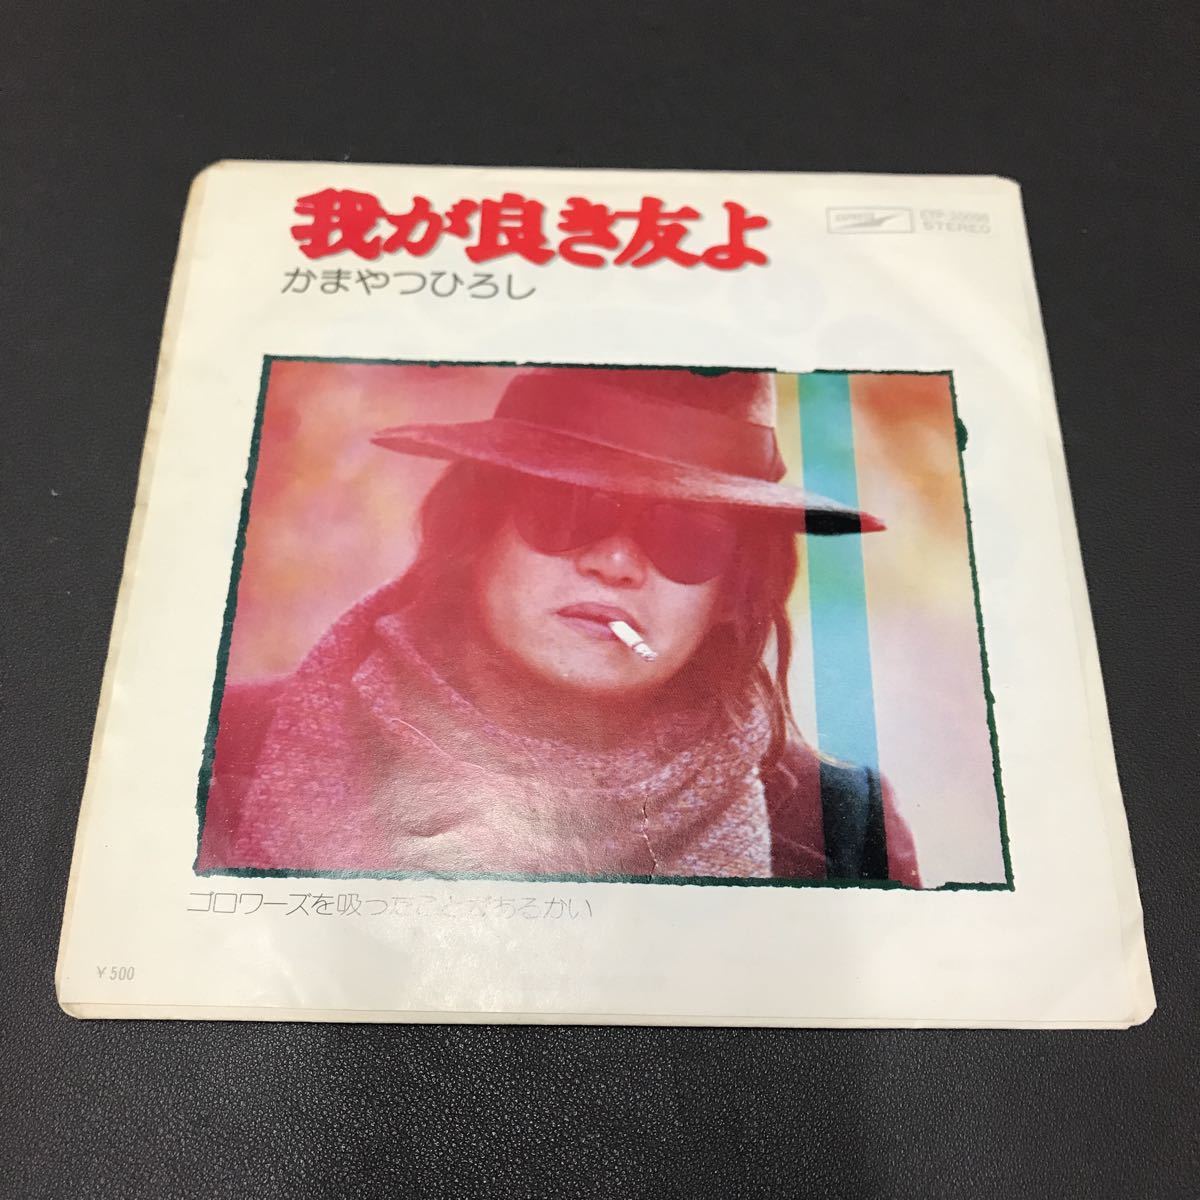 我が良き友よ
かまやつひろし
EXPRESS
STEREO
ゴロワーズを吸ったことがあるかい
¥500